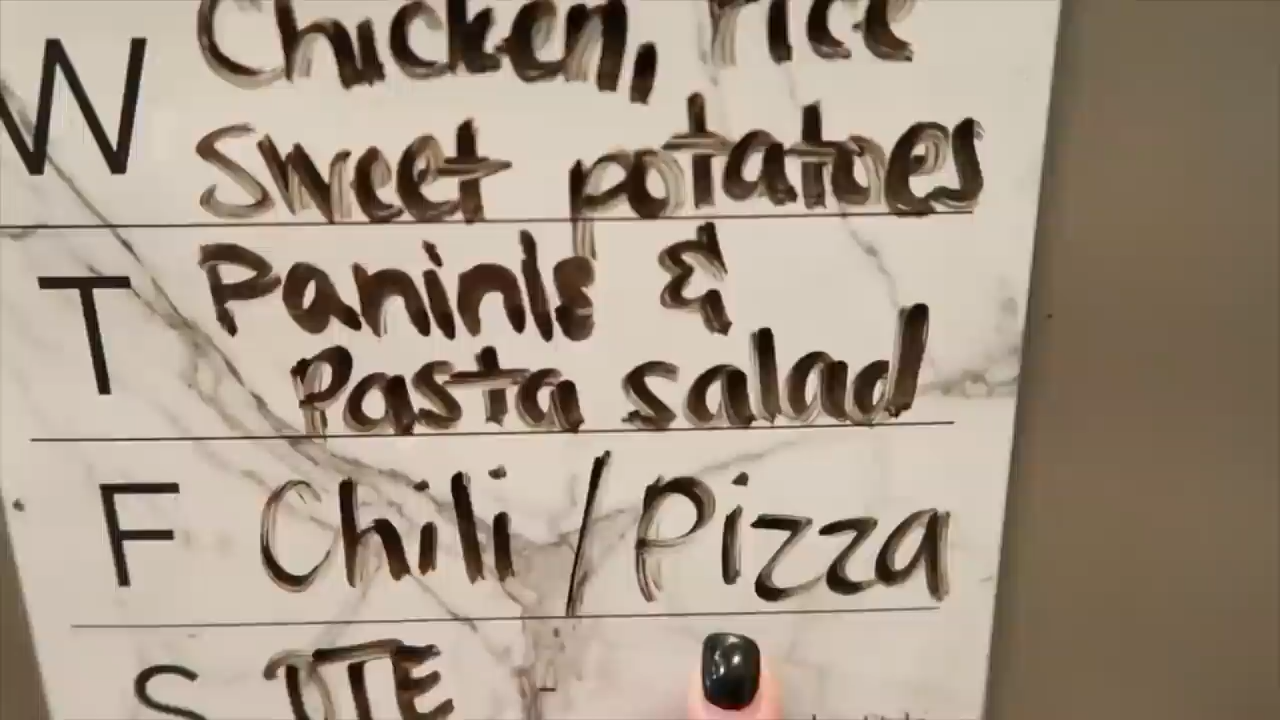 W Chicken, rice
Sweet potatoes
T Paninis &
Pasta salad
F Chili / Pizza
S